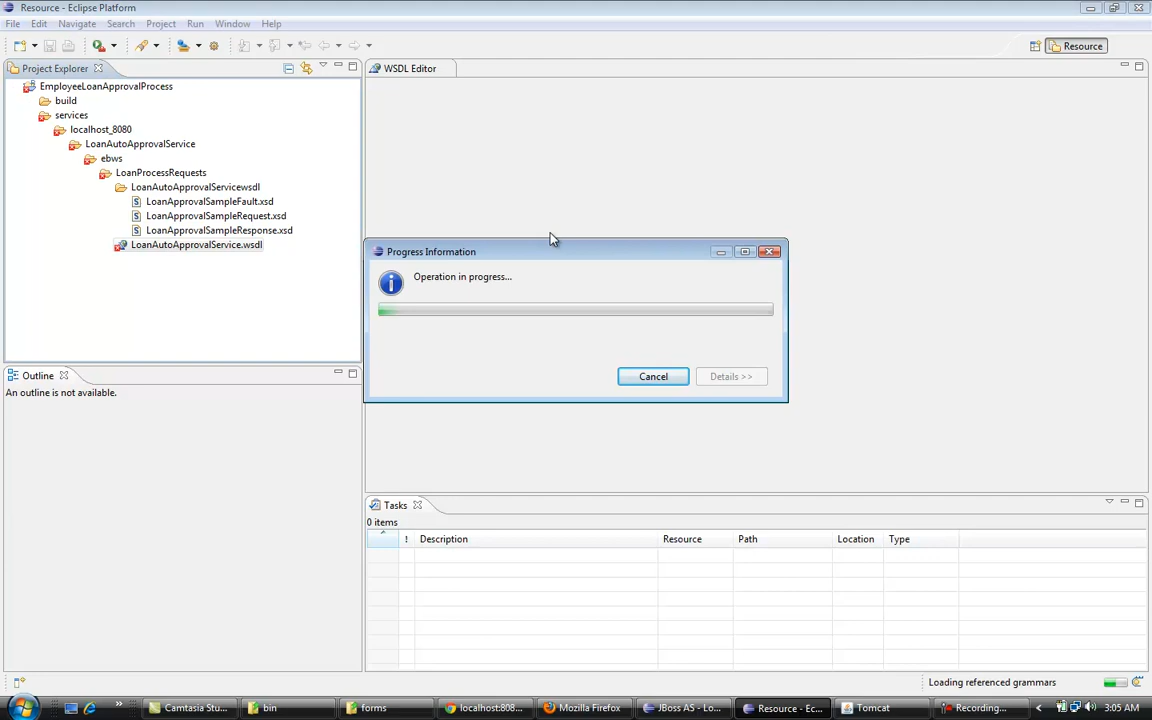 Resource - Eclipse Platform
File Edit Navigate Search Project Run Window Help
Resource
Project Explorer
WSDL Editor
EmployeeLoanApprovalProcess
build
services
localhost_8080
LoanAutoApprovalService
ebws
LoanProcessRequests
LoanAutoApprovalServicewsdl
S LoanApprovalSampleFault.xsd
S LoanApprovalSampleRequest.xsd
S LoanApprovalSampleResponse.xsd
LoanAutoApprovalService.wsdl
Progress Information
Operation in progress...
Cancel
Details >>
Outline
An outline is not available.
Tasks
0 items
! Description Resource Path Location Type
Loading referenced grammars
Camtasia Stu...
bin
forms
localhost:808...
Mozilla Firefox
JBoss AS - Lo...
Resource - Ec...
Tomcat
Recording...
3:05 AM